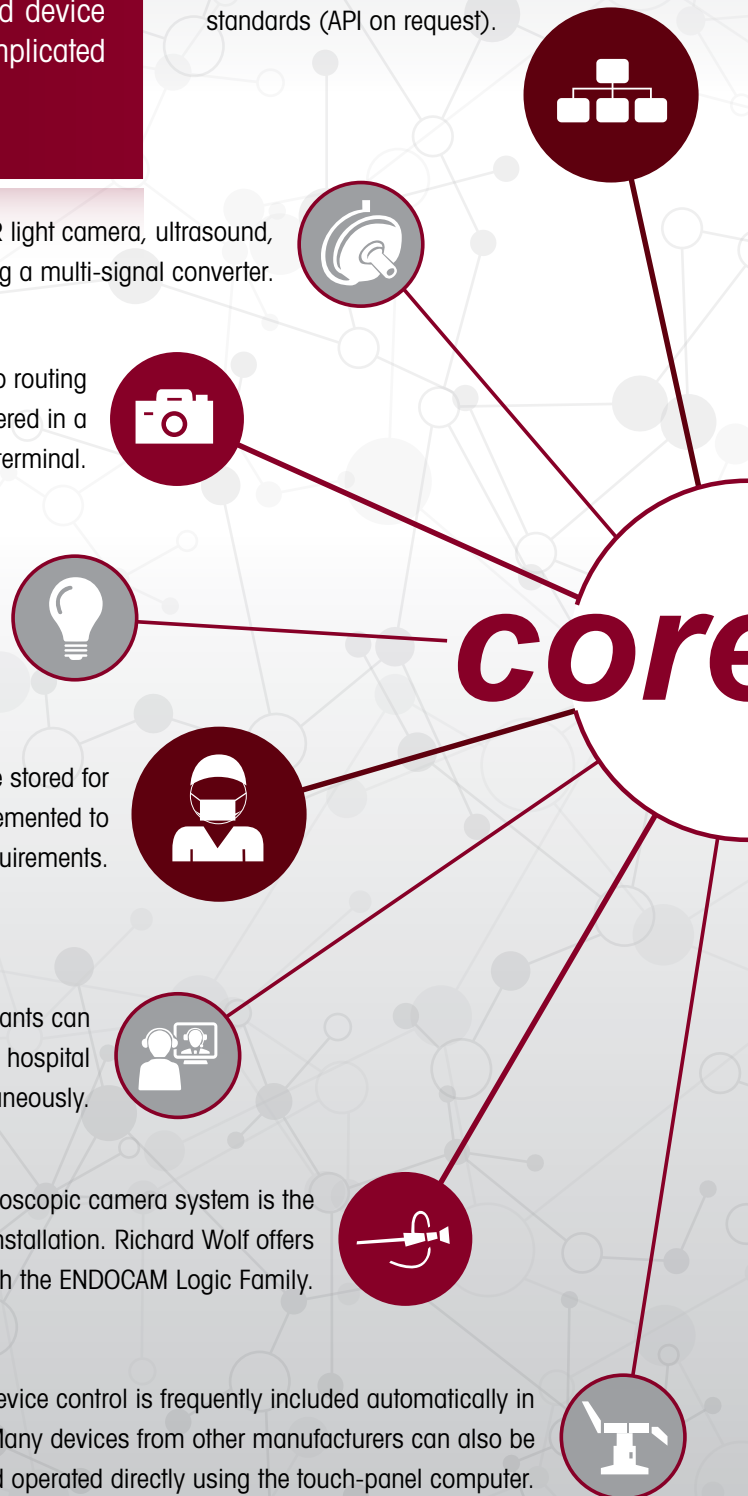 d device
nplicated
standards (API on request).
R light camera, ultrasound,
g a multi-signal converter.
o routing
ered in a
terminal.
core
e stored for
emented to
uirements.
ants can
hospital
aneously.
oscopic camera system is the
nstallation. Richard Wolf offers
h the ENDOCAM Logic Family.
evice control is frequently included automatically in
Many devices from other manufacturers can also be
d operated directly using the touch-panel computer.